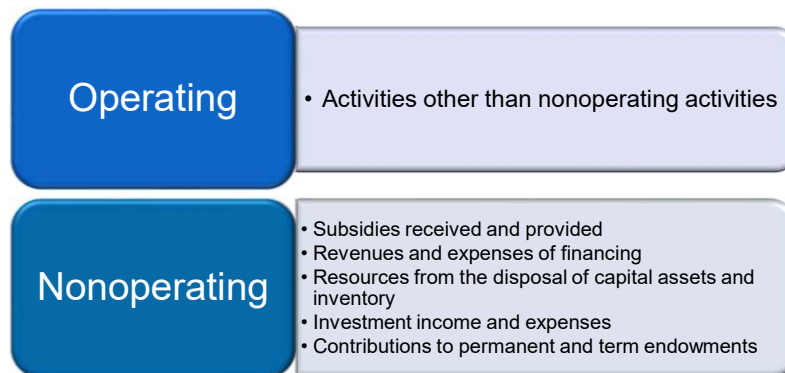 Operating
• Activities other than nonoperating activities
Nonoperating
• Subsidies received and provided
• Revenues and expenses of financing
• Resources from the disposal of capital assets and
inventory
• Investment income and expenses
• Contributions to permanent and term endowments